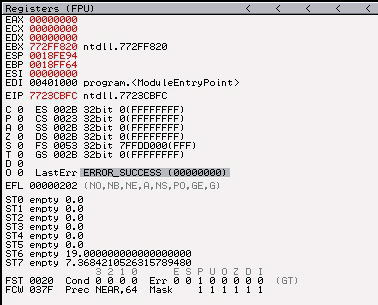 Registers (FPU) < < < < <
EAX 00000000
ECX 00000000
EDX 00000000
EBX 772FF820 ntdll.772FF820
ESP 0018FE94
EBP 0018FF64
ESI 00000000
EDI 00401000 program.<ModuleEntryPoint>
EIP 7723CBFC ntdll.7723CBFC
C 0 ES 002B 32bit 0(FFFFFFFF)
P 0 CS 0023 32bit 0(FFFFFFFF)
A 0 SS 002B 32bit 0(FFFFFFFF)
Z 0 DS 002B 32bit 0(FFFFFFFF)
S 0 FS 0053 32bit 7FFDD000(FFF)
T 0 GS 002B 32bit 0(FFFFFFFF)
D 0
O 0 LastErr ERROR_SUCCESS (00000000)
EFL 00000202 (NO,NB,NE,A,NS,PO,GE,G)
ST0 empty 0.0
ST1 empty 0.0
ST2 empty 0.0
ST3 empty 0.0
ST4 empty 0.0
ST5 empty 0.0
ST6 empty 19.000000000000000000
ST7 empty 7.3684210526315789480
3 2 1 0 E S P U O Z D I
FST 0020 Cond 0 0 0 0 Err 0 0 1 0 0 0 0 0 (GT)
FCW 037F Prec NEAR,64 Mask 1 1 1 1 1 1